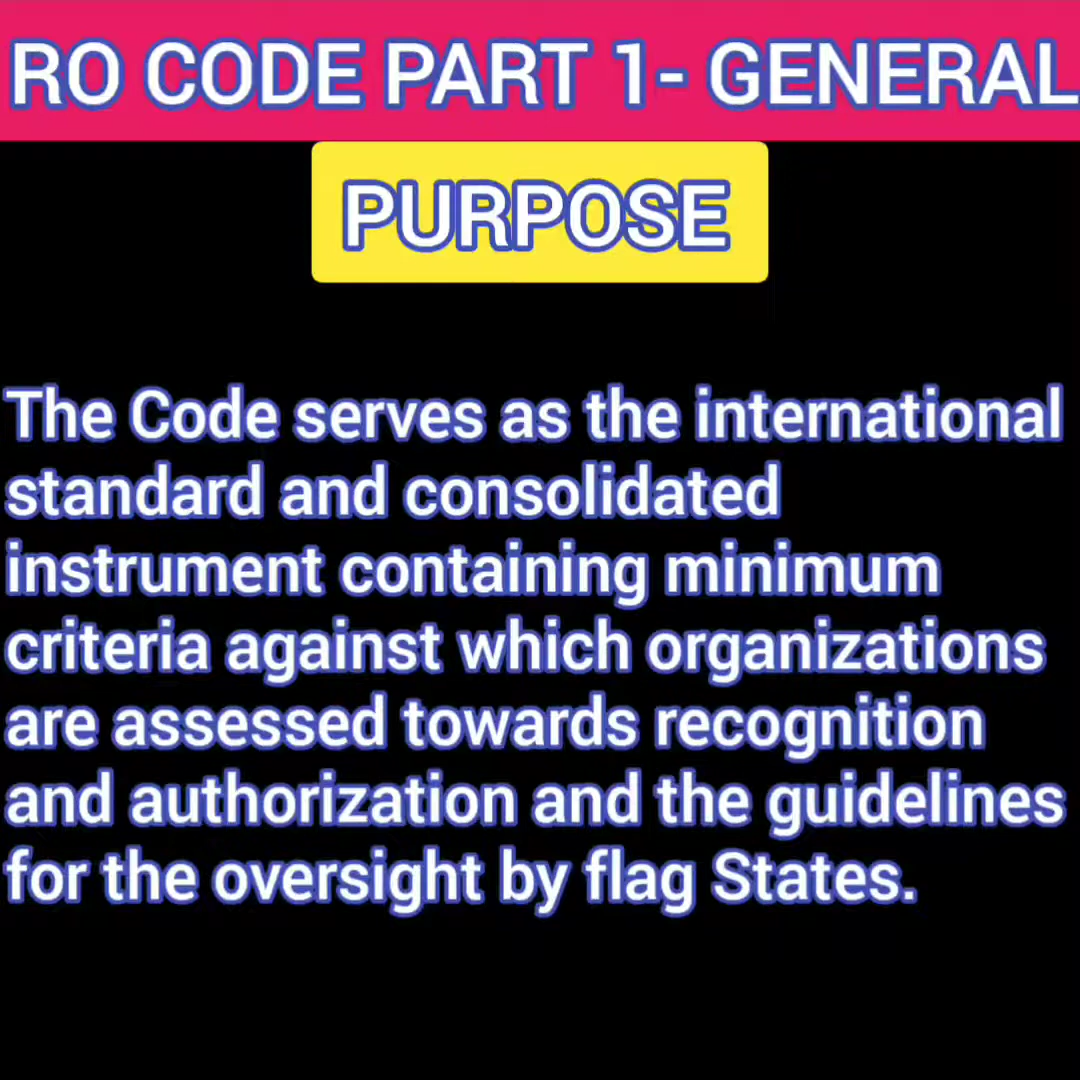 RO CODE PART 1- GENERAL
PURPOSE
The Code serves as the international
standard and consolidated
instrument containing minimum
criteria against which organizations
are assessed towards recognition
and authorization and the guidelines
for the oversight by flag States.